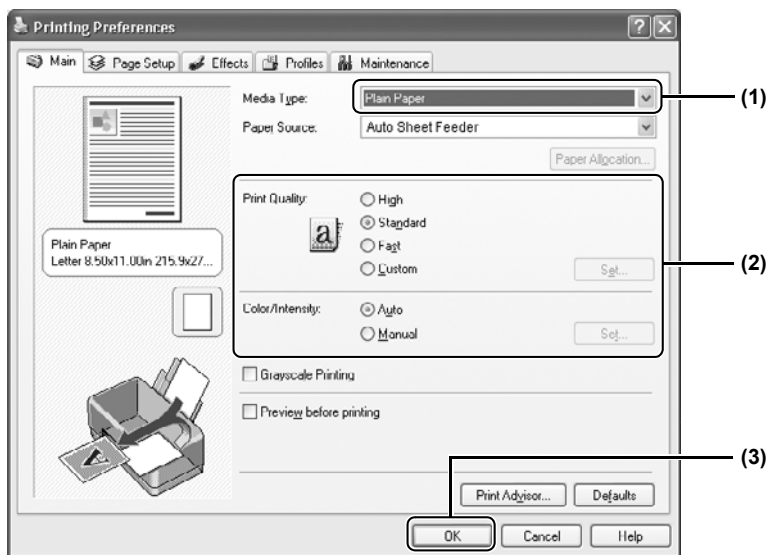 Printing Preferences
Main Page Setup Effects Profiles Maintenance
Media Type: Plain Paper (1)
Paper Source: Auto Sheet Feeder
Paper Allocation...
Print Quality: High
Standard
Fast
Custom Set... (2)
Plain Paper
Letter 8.50x11.00in 215.9x27...
Color/Intensity: Auto
Manual Set...
Grayscale Printing
Preview before printing
(3)
Print Advisor... Defaults
OK Cancel Help